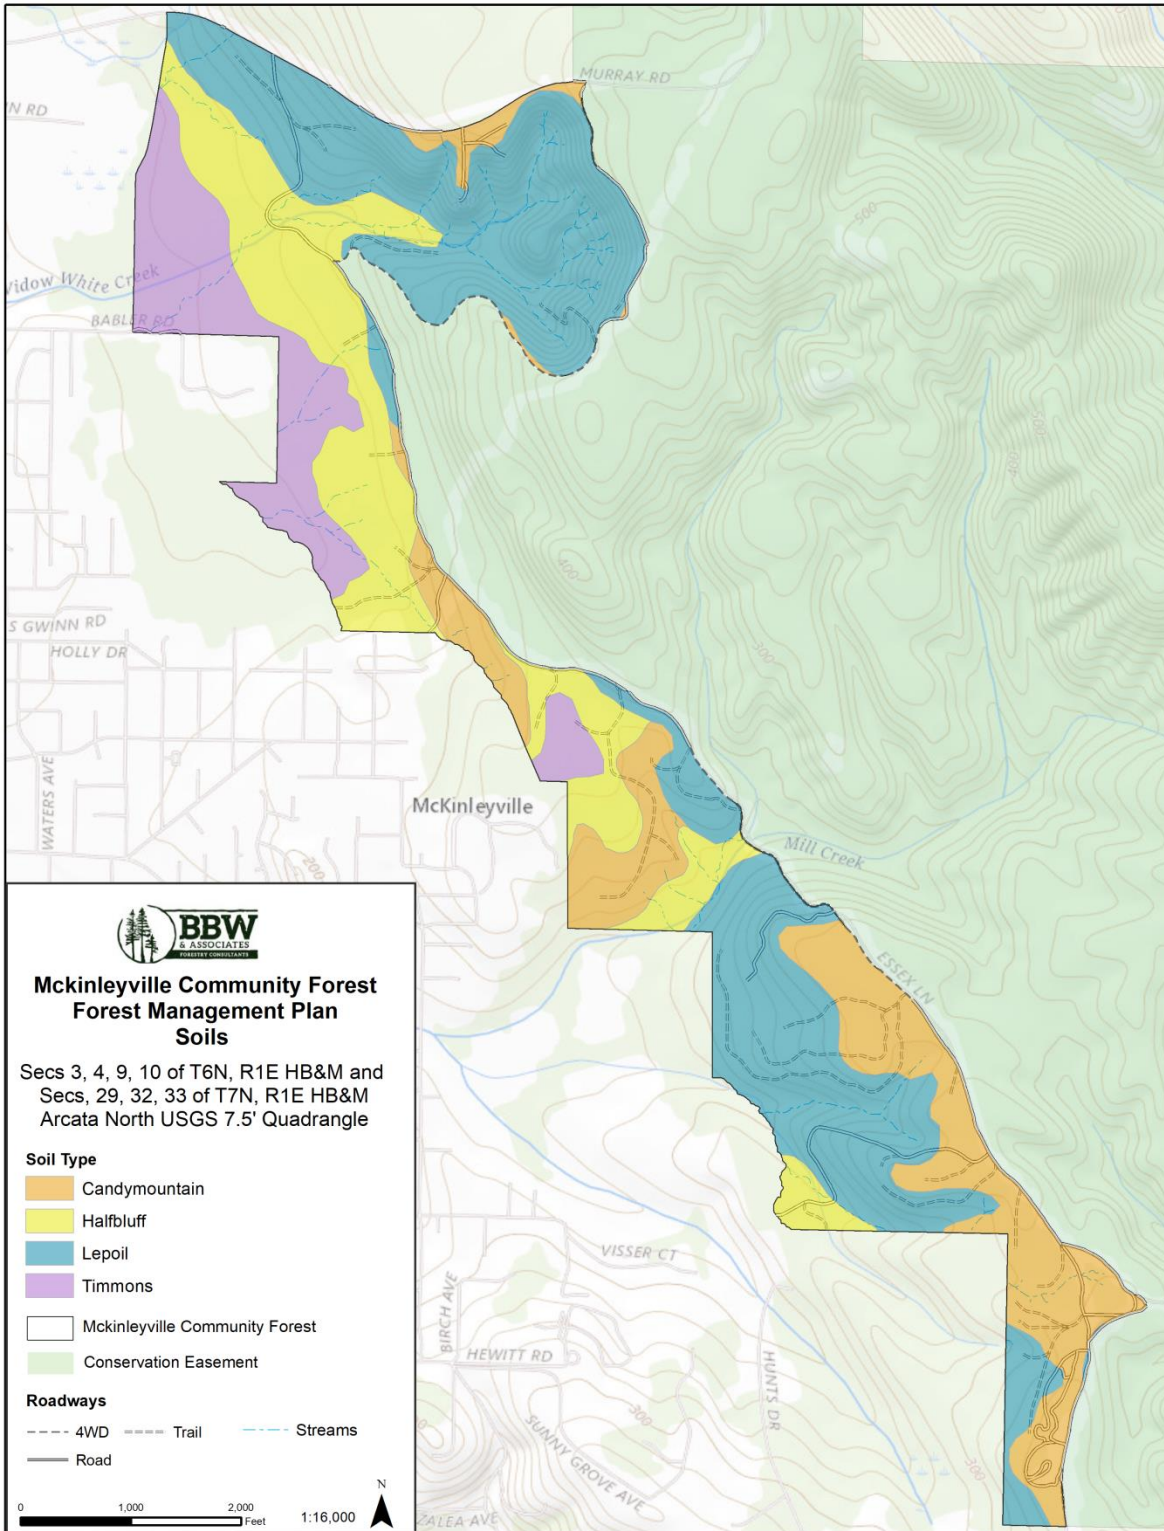 MURRAY RD
N RD
500
Widow White Creek
BABLER RD
400
500
400
S GWINN RD
HOLLY DR
300
WATERS AVE
McKinleyville
Mill Creek
200
ESSEX LN
BBW
& ASSOCIATES
FORESTRY CONSULTANTS
Mckinleyville Community Forest
Forest Management Plan
Soils
Secs 3, 4, 9, 10 of T6N, R1E HB&M and
Secs, 29, 32, 33 of T7N, R1E HB&M
Arcata North USGS 7.5' Quadrangle
Soil Type
Candymountain
Halfbluff
Lepoil
Timmons
Mckinleyville Community Forest
Conservation Easement
Roadways
4WD Trail Streams
Road
N
0 1,000 2,000
Feet
1:16,000
VISSER CT
BIRCH AVE
HEWITT RD
HUNTS DR
300
SUNNY GROVE AVE
300
ZALEA AVE